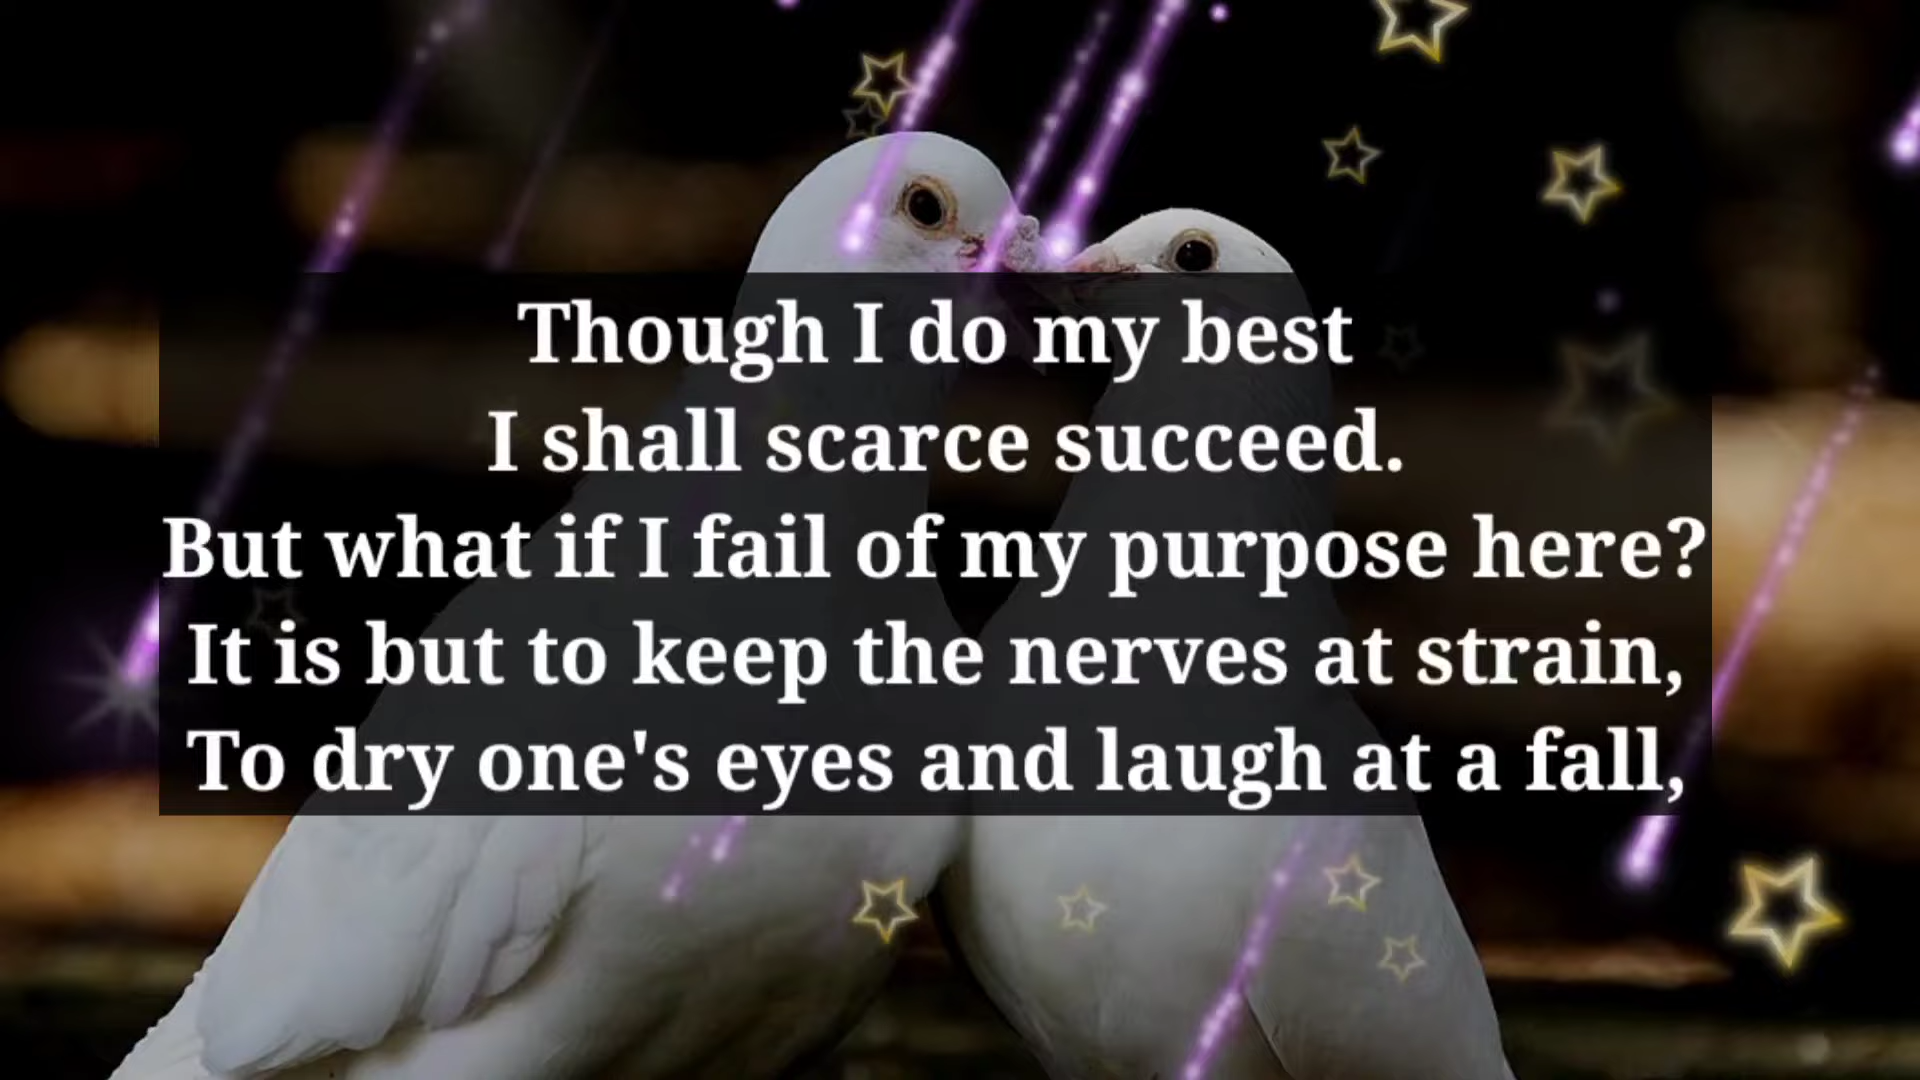 Though I do my best
I shall scarce succeed.
But what if I fail of my purpose here?
It is but to keep the nerves at strain,
To dry one's eyes and laugh at a fall,